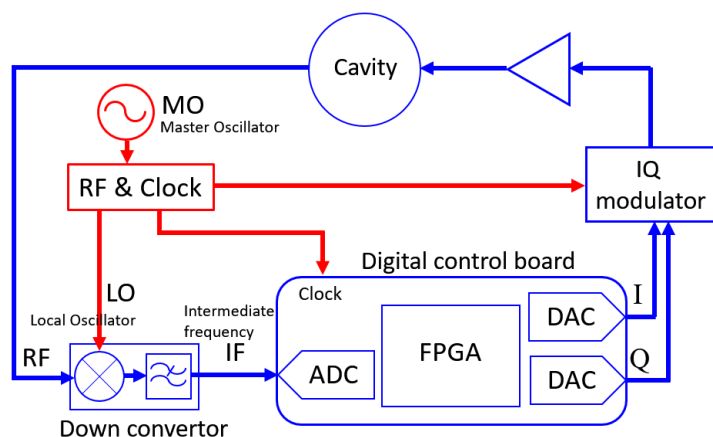 Cavity
MO
Master Oscillator
RF & Clock
IQ
modulator
Digital control board
LO
Local Oscillator
Intermediate
frequency
Clock
I
DAC
RF
IF
FPGA
ADC
DAC
Q
Down convertor